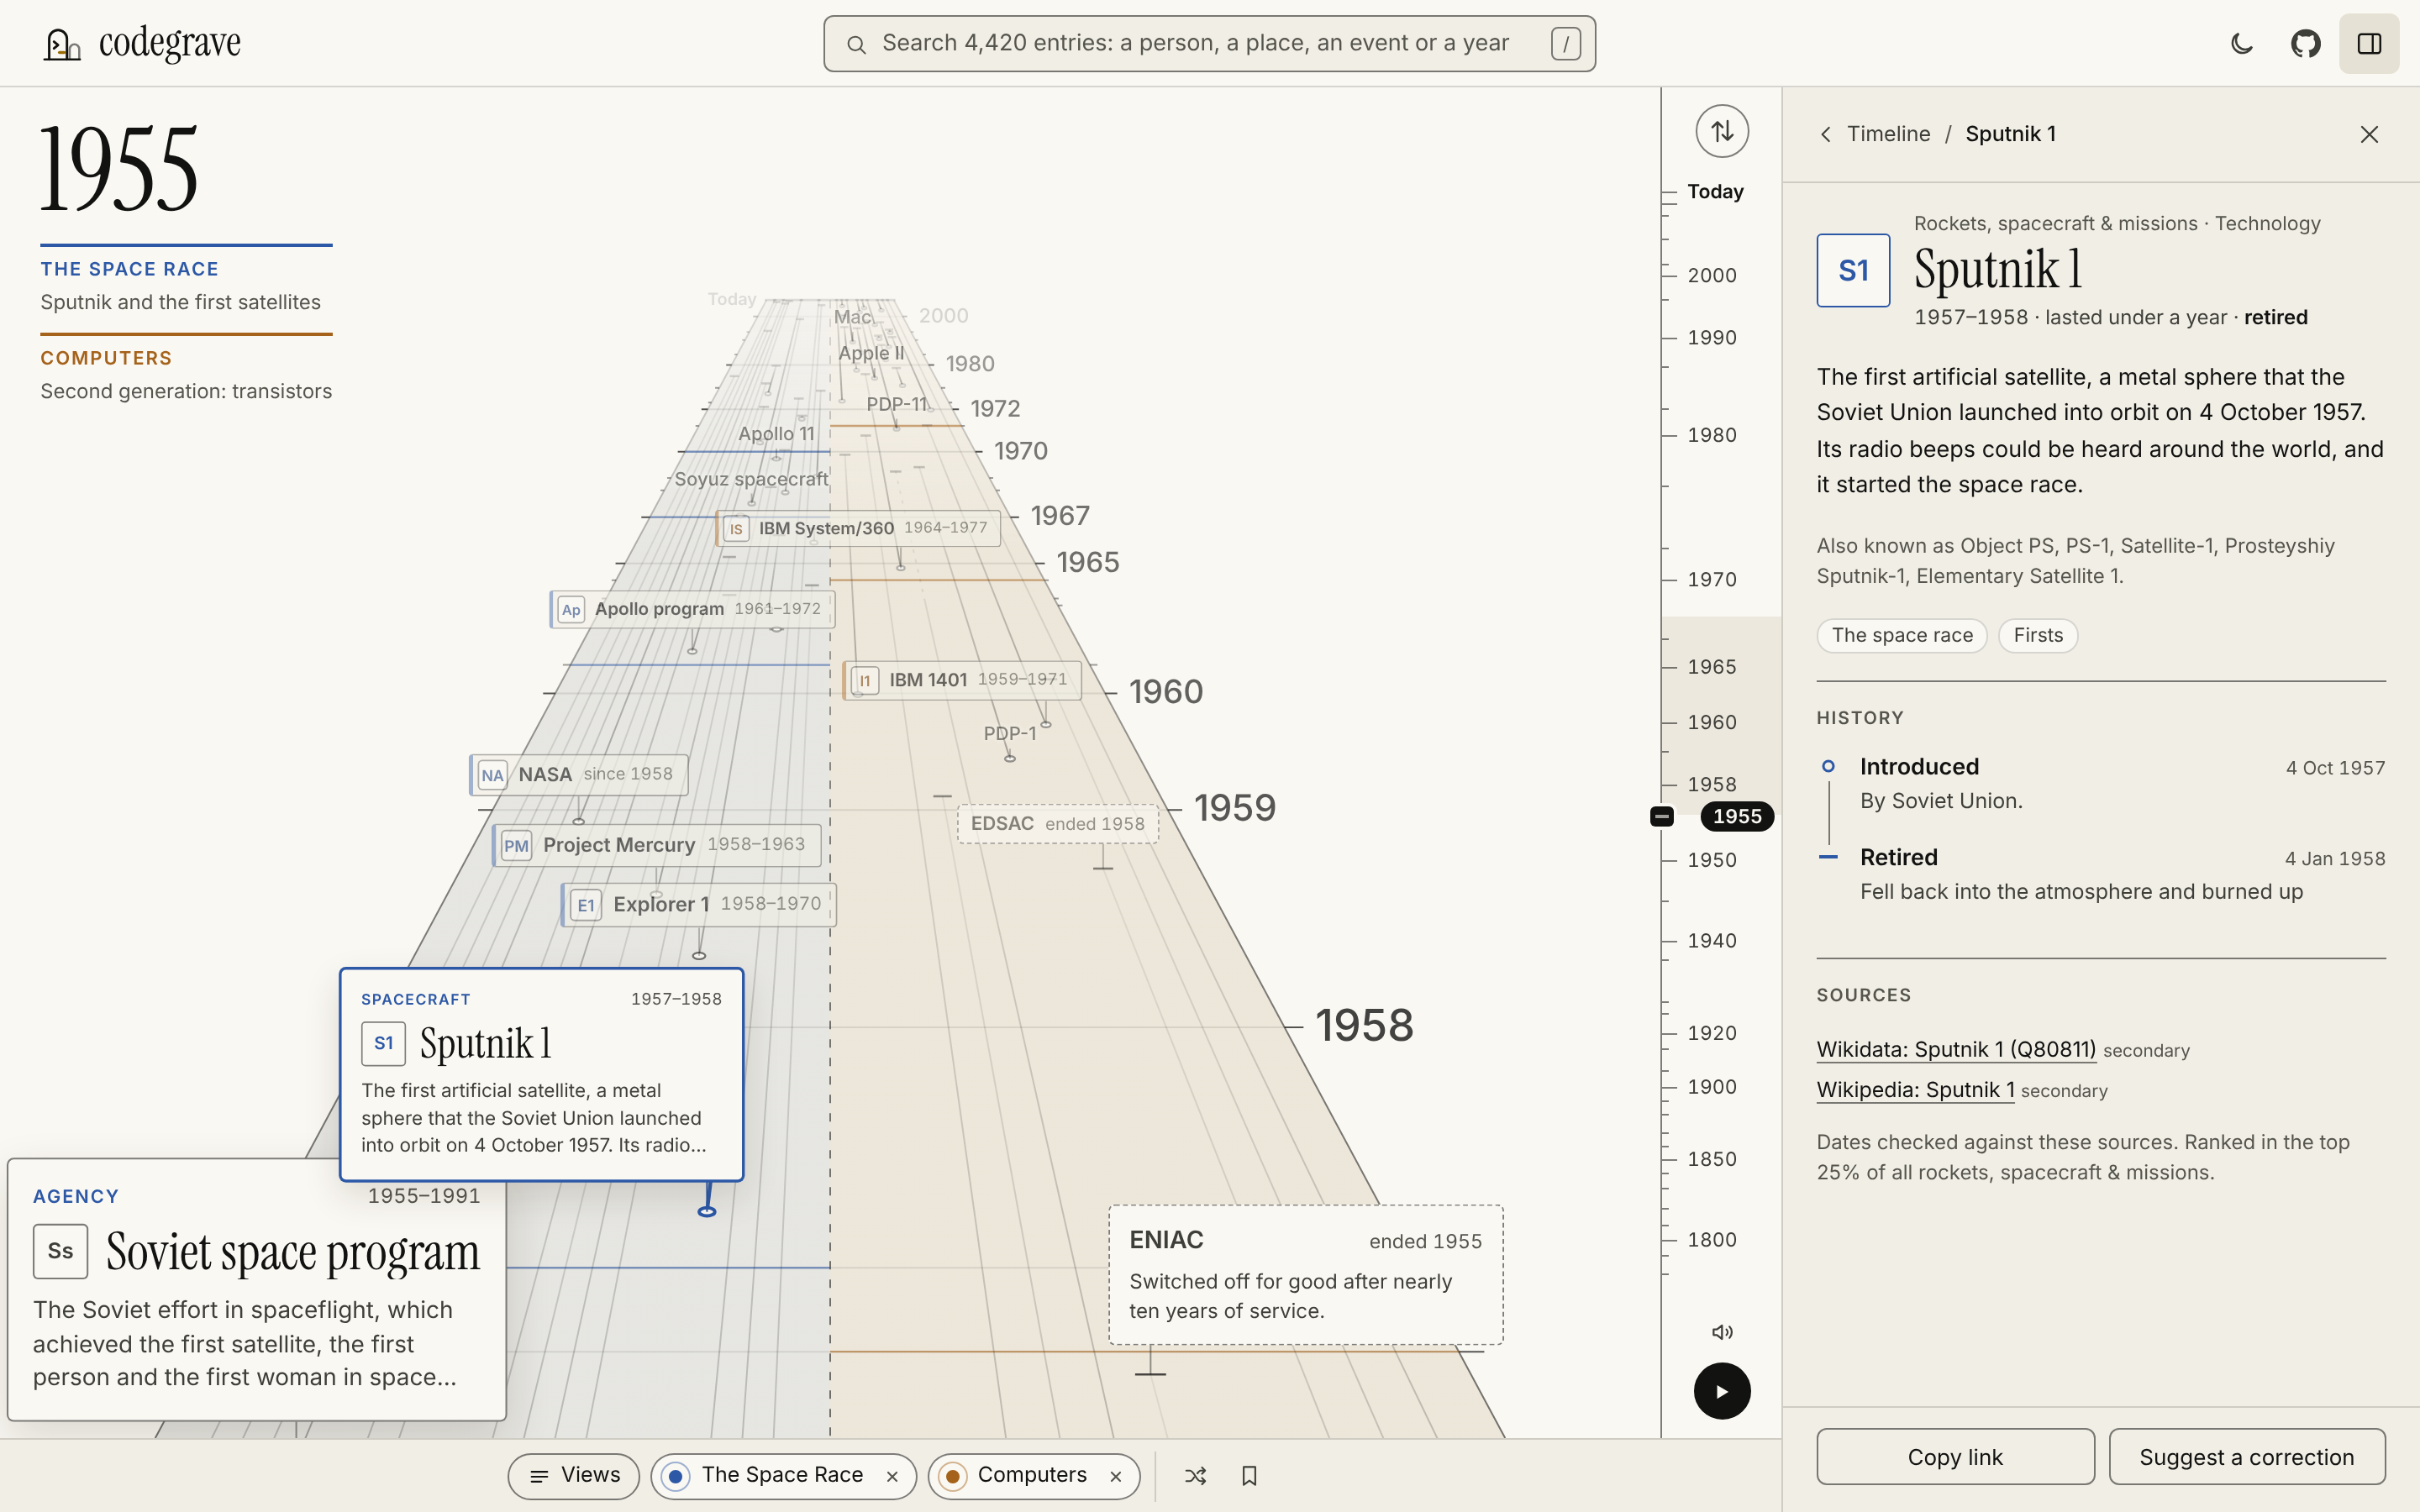 codegrave
Search 4,420 entries: a person, a place, an event or a year
/
1955
THE SPACE RACE
Sputnik and the first satellites
COMPUTERS
Second generation: transistors
Today
Mac
2000
Apple II
1980
PDP-11
1972
Apollo 11
1970
Soyuz spacecraft
1967
IS IBM System/360 1964–1977
1965
Ap Apollo program 1961–1972
I1 IBM 1401 1959–1971
1960
PDP-1
NA NASA since 1958
1959
EDSAC ended 1958
PM Project Mercury 1958–1963
E1 Explorer 1 1958–1970
SPACECRAFT 1957–1958
S1 Sputnik 1
The first artificial satellite, a metal
sphere that the Soviet Union launched
into orbit on 4 October 1957. Its radio...
1958
AGENCY 1955–1991
Ss Soviet space program
The Soviet effort in spaceflight, which
achieved the first satellite, the first
person and the first woman in space...
ENIAC ended 1955
Switched off for good after nearly
ten years of service.
Today
2000
1990
1980
1970
1965
1960
1958
1955
1950
1940
1920
1900
1850
1800
Views
The Space Race ×
Computers ×
Timeline / Sputnik 1
S1
Rockets, spacecraft & missions · Technology
Sputnik 1
1957–1958 · lasted under a year · retired
The first artificial satellite, a metal sphere that the
Soviet Union launched into orbit on 4 October 1957.
Its radio beeps could be heard around the world, and
it started the space race.
Also known as Object PS, PS-1, Satellite-1, Prosteyshiy
Sputnik-1, Elementary Satellite 1.
The space race
Firsts
HISTORY
Introduced 4 Oct 1957
By Soviet Union.
Retired 4 Jan 1958
Fell back into the atmosphere and burned up
SOURCES
Wikidata: Sputnik 1 (Q80811) secondary
Wikipedia: Sputnik 1 secondary
Dates checked against these sources. Ranked in the top
25% of all rockets, spacecraft & missions.
Copy link
Suggest a correction